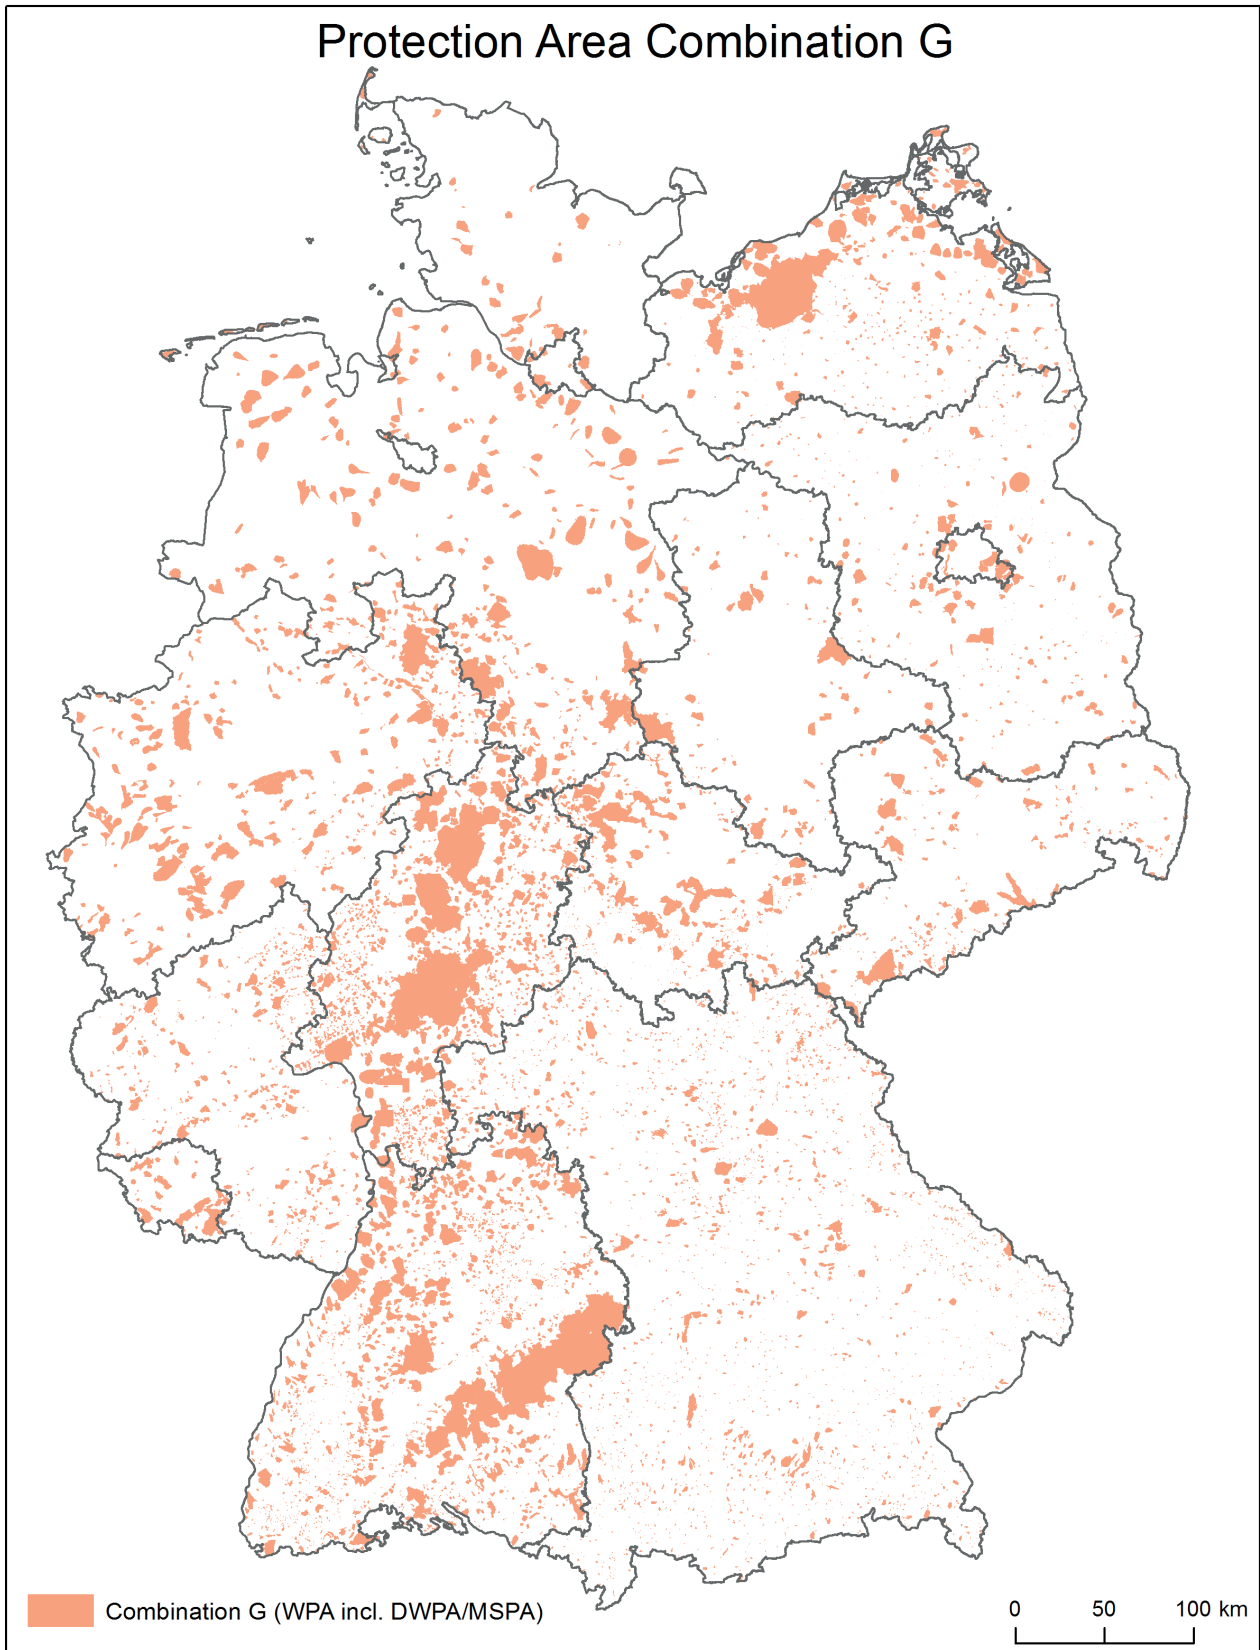 Protection Area Combination G
Combination G (WPA incl. DWPA/MSPA)
0 50 100 km